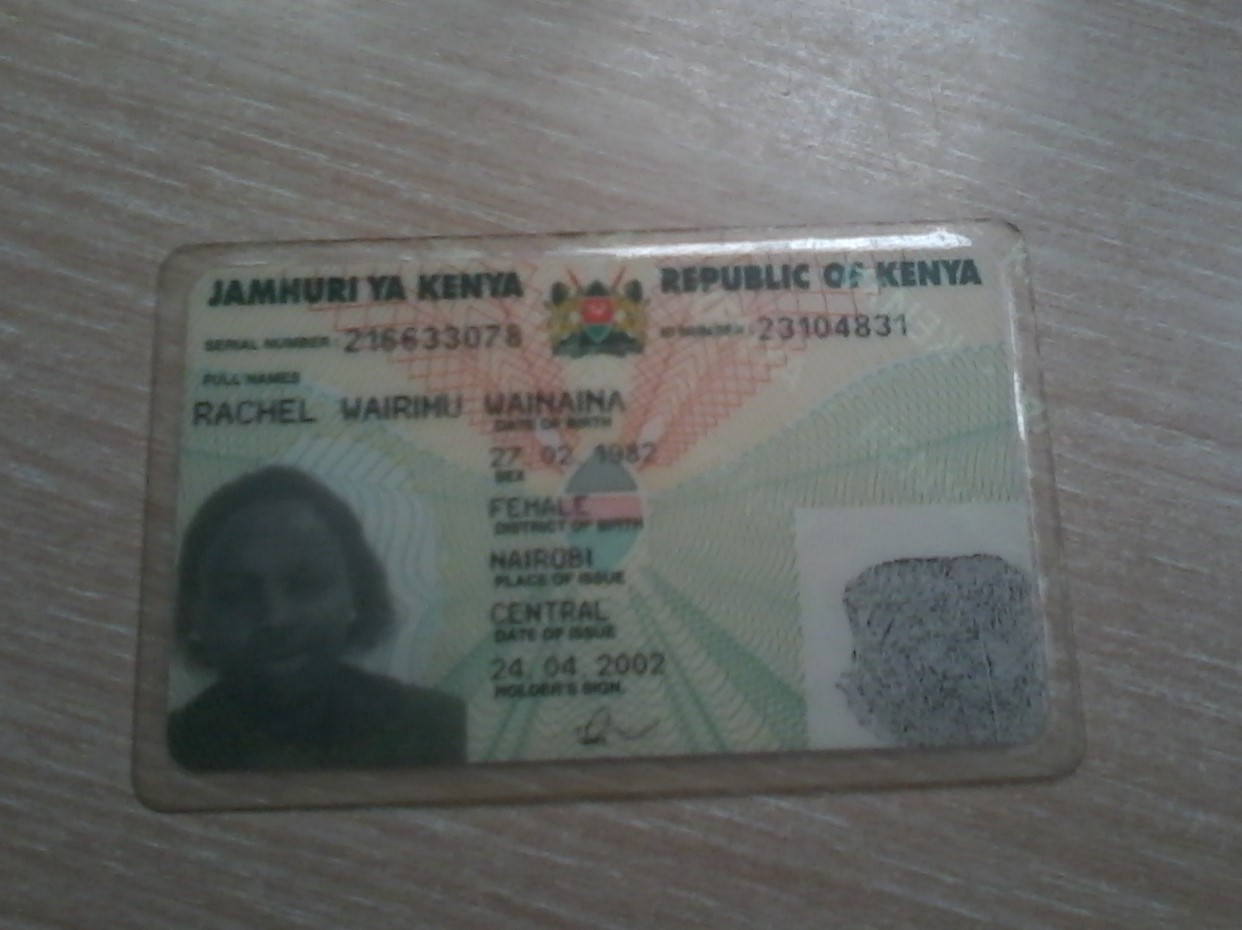 JAMHURI YA KENYA REPUBLIC OF KENYA
SERIAL NUMBER: 216633078 ID NUMBER: 23104831
FULL NAMES
RACHEL WAIRIMU WAINAINA
DATE OF BIRTH
27. 02. 1982
SEX
FEMALE
DISTRICT OF BIRTH
NAIROBI
PLACE OF ISSUE
CENTRAL
DATE OF ISSUE
24. 04. 2002
HOLDER'S SIGN.